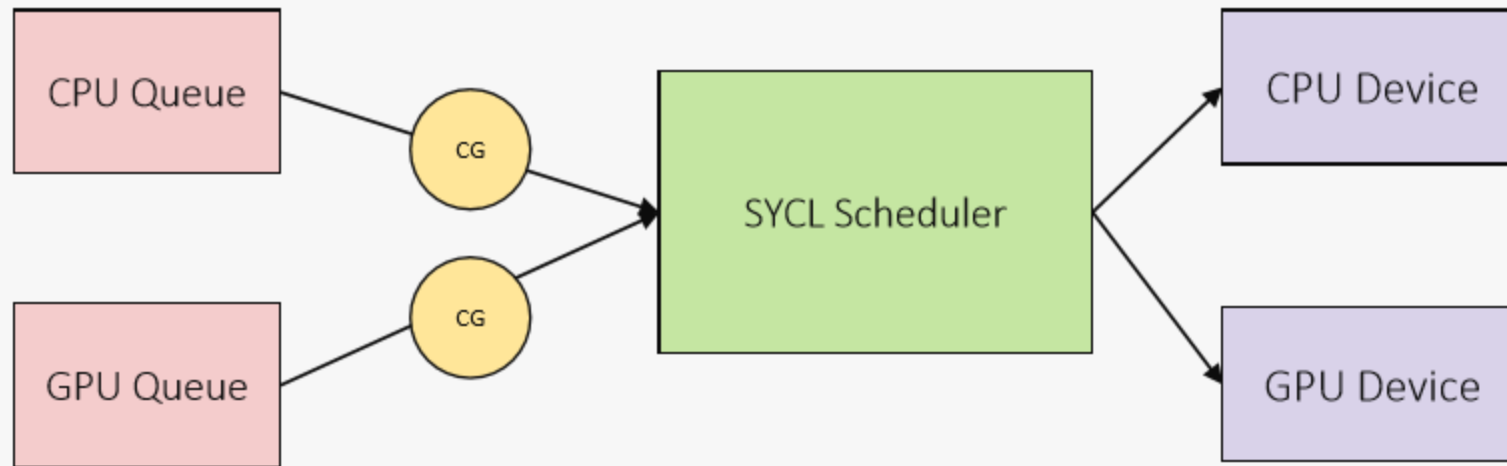 CPU Queue
CG
SYCL Scheduler
CPU Device
GPU Queue
CG
GPU Device